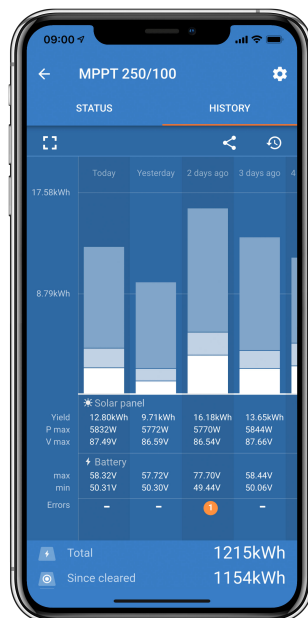 09:00
MPPT 250/100
STATUS HISTORY
Today Yesterday 2 days ago 3 days ago 4
17.58kWh
8.79kWh
Solar panel
Yield 12.80kWh 9.71kWh 16.18kWh 13.65kWh
P max 5832W 5772W 5770W 5844W
V max 87.49V 86.59V 86.54V 87.66V
Battery
max 58.32V 57.72V 77.70V 58.44V
min 50.31V 50.30V 49.44V 50.06V
Errors – – 1 –
Total 1215kWh
Since cleared 1154kWh